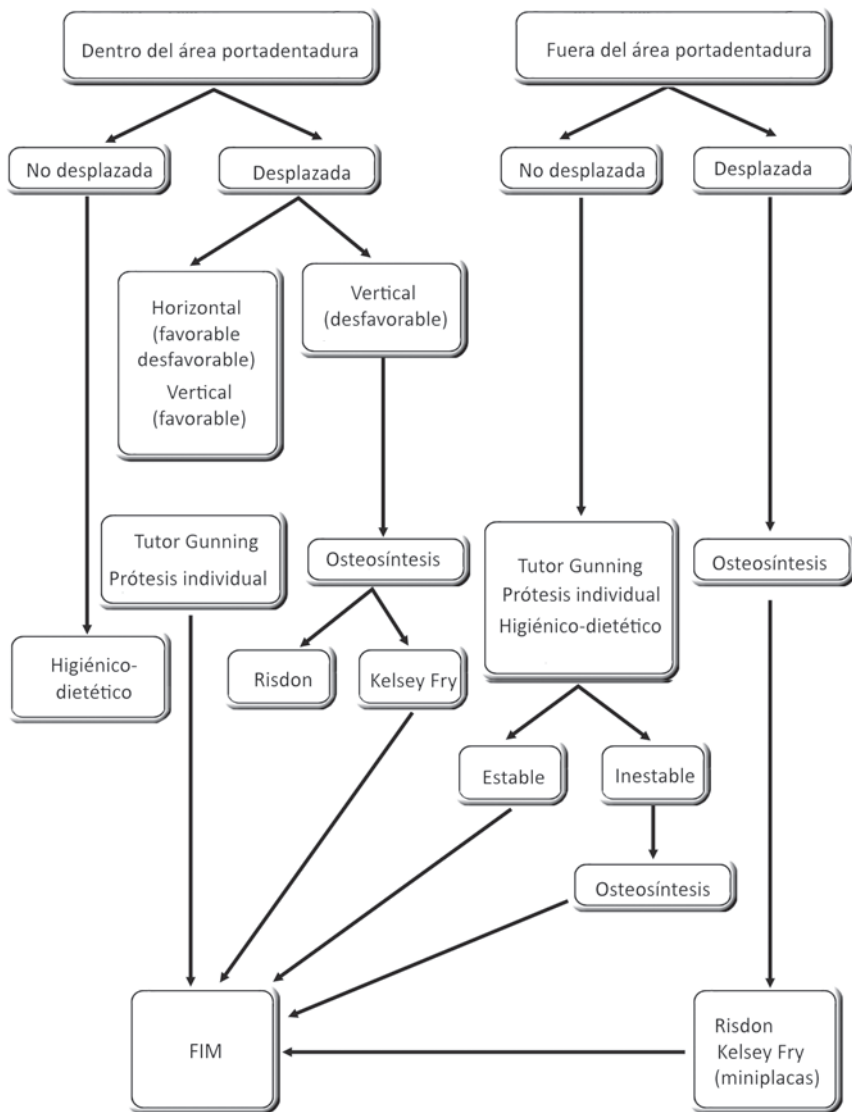 Dentro del área portadentadura
Fuera del área portadentadura
No desplazada
Desplazada
No desplazada
Desplazada
Horizontal
(favorable
desfavorable)
Vertical
(favorable)
Vertical
(desfavorable)
Tutor Gunning
Prótesis individual
Osteosíntesis
Tutor Gunning
Prótesis individual
Higiénico-dietético
Osteosíntesis
Higiénico-
dietético
Risdon
Kelsey Fry
Estable
Inestable
Osteosíntesis
FIM
Risdon
Kelsey Fry
(miniplacas)